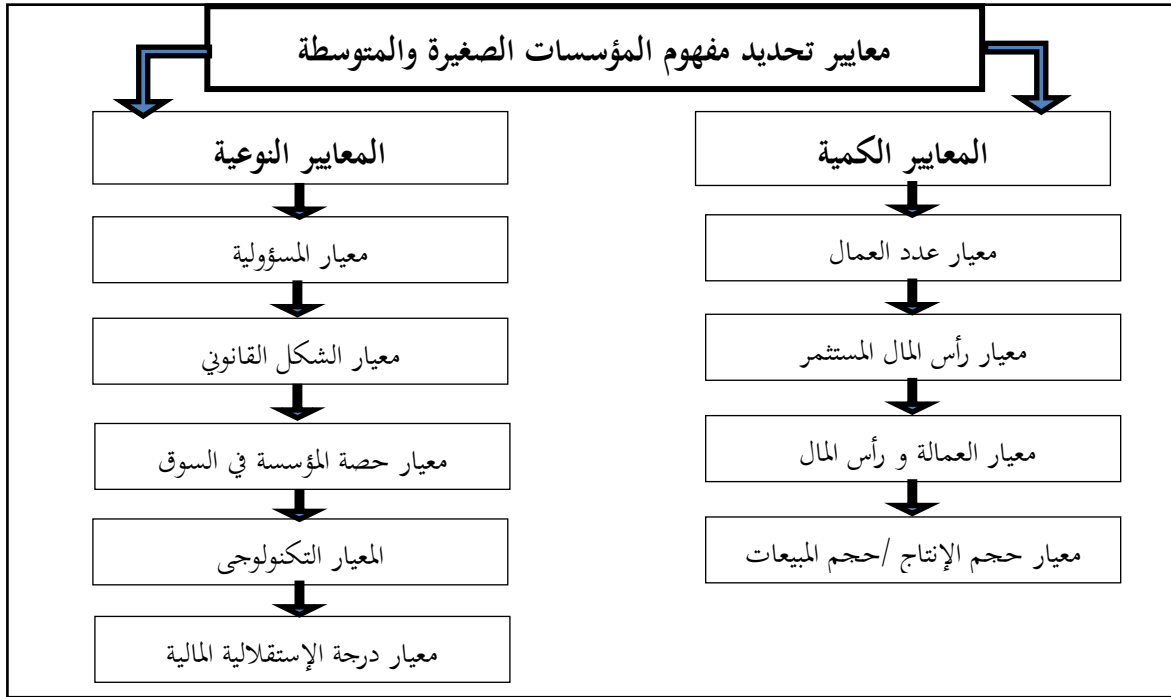 معايير تحديد مفهوم المؤسسات الصغيرة والمتوسطة
المعايير الكمية
معيار عدد العمال
معيار رأس المال المستثمر
معيار العمالة و رأس المال
معيار حجم الإنتاج /حجم المبيعات
المعايير النوعية
معيار المسؤولية
معيار الشكل القانوني
معيار حصة المؤسسة في السوق
المعيار التكنولوجى
معيار درجة الإستقلالية المالية